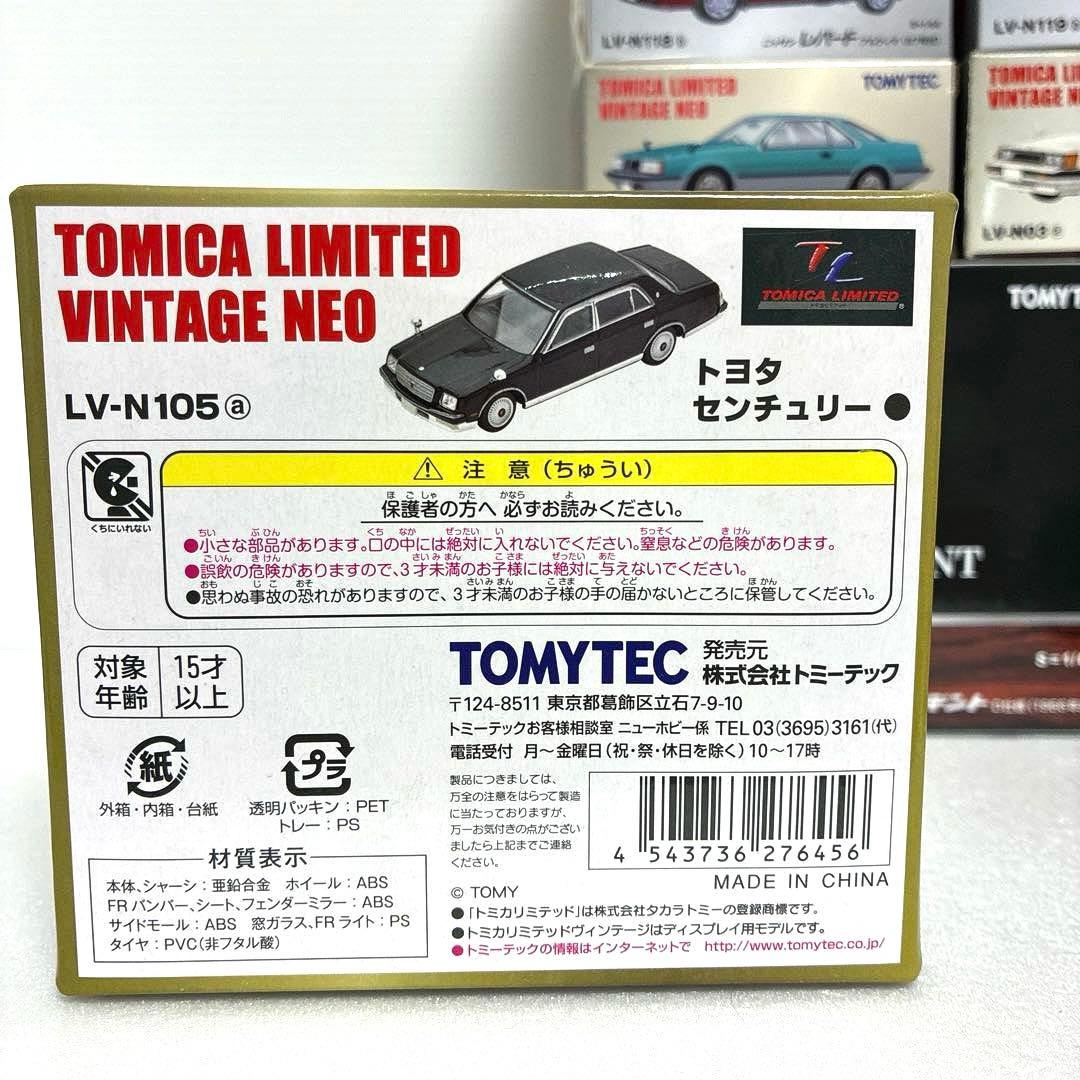 LV-N118
レパード
LV-N119
TOMICA LIMITED
VINTAGE NEO
TOMYTEC
TOMICA
VINTAGE
LV-N03
TOMICA LIMITED
VINTAGE NEO
LV-N105 ⓐ
TL
TOMICA LIMITED
トヨタ
センチュリー ●
くちにいれない
⚠ 注 意(ちゅうい)
保護者の方へ 必ずお読みください。
●小さな部品があります。口の中には絶対に入れないでください。窒息などの危険があります。
●誤飲の危険がありますので、3才未満のお子様には絶対に与えないでください。
●思わぬ事故の恐れがありますので、3才未満のお子様の手の届かないところに保管してください。
対象年齢 15才以上
TOMYTEC 発売元 株式会社トミーテック
〒124-8511 東京都葛飾区立石7-9-10
トミーテックお客様相談室 ニューホビー係 TEL 03(3695)3161(代)
電話受付 月～金曜日(祝・祭・休日を除く)10～17時
紙
外箱・内箱・台紙
プラ
透明パッキン:PET
トレー:PS
製品につきましては、
万全の注意をはらって製造
に当たっておりますが、
万一お気付きの点がござい
ましたら上記までご連絡
ください。
4 543736 276456
MADE IN CHINA
材質表示
本体、シャーシ:亜鉛合金 ホイール:ABS
FRバンパー、シート、フェンダーミラー:ABS
サイドモール:ABS 窓ガラス、FRライト:PS
タイヤ:PVC(非フタル酸)
© TOMY
●「トミカリミテッド」は株式会社タカラトミーの登録商標です。
●トミカリミテッドヴィンテージはディスプレイ用モデルです。
●トミーテックの情報はインターネットで http://www.tomytec.co.jp/
TOMYT
NT